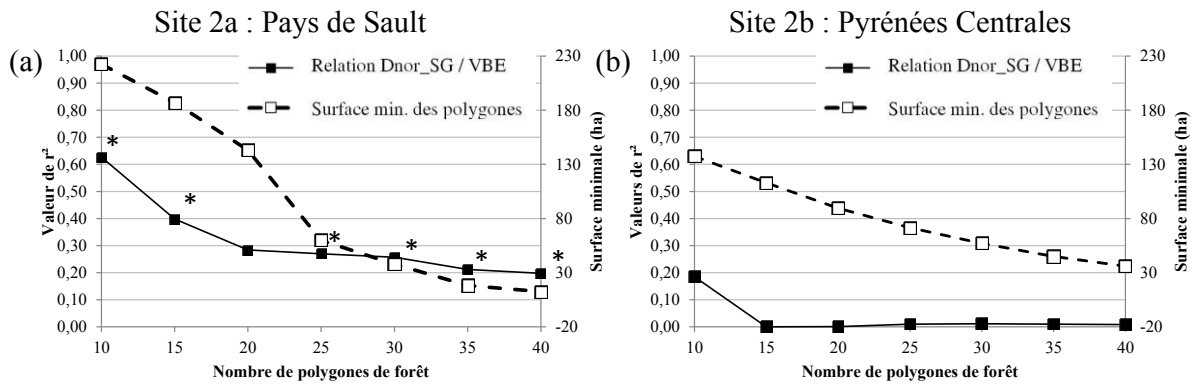 Site 2a : Pays de Sault
(a)
Valeur de r²
1,00
0,90
0,80
0,70
0,60
0,50
0,40
0,30
0,20
0,10
0,00
Relation Dnor_SG / VBE
Surface min. des polygones
*
*
*
*
*
*
230
180
130
80
30
-20
Surface minimale (ha)
10 15 20 25 30 35 40
Nombre de polygones de forêt
Site 2b : Pyrénées Centrales
(b)
Valeurs de r²
1,00
0,90
0,80
0,70
0,60
0,50
0,40
0,30
0,20
0,10
0,00
Relation Dnor_SG / VBE
Surface min. des polygones
230
180
130
80
30
-20
Surface minimale (ha)
10 15 20 25 30 35 40
Nombre de polygones de forêt